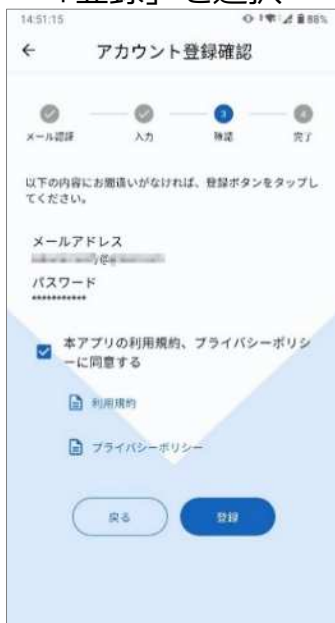 「登録」を選択
14:51:15
88%
アカウント登録確認
3
4
メール認証
入力
確認
完了
以下の内容にお間違いがなければ、登録ボタンをタップし
てください。
メールアドレス
パスワード
***********
本アプリの利用規約、プライバシーポリシ
ーに同意する
利用規約
プライバシーポリシー
戻る
登録